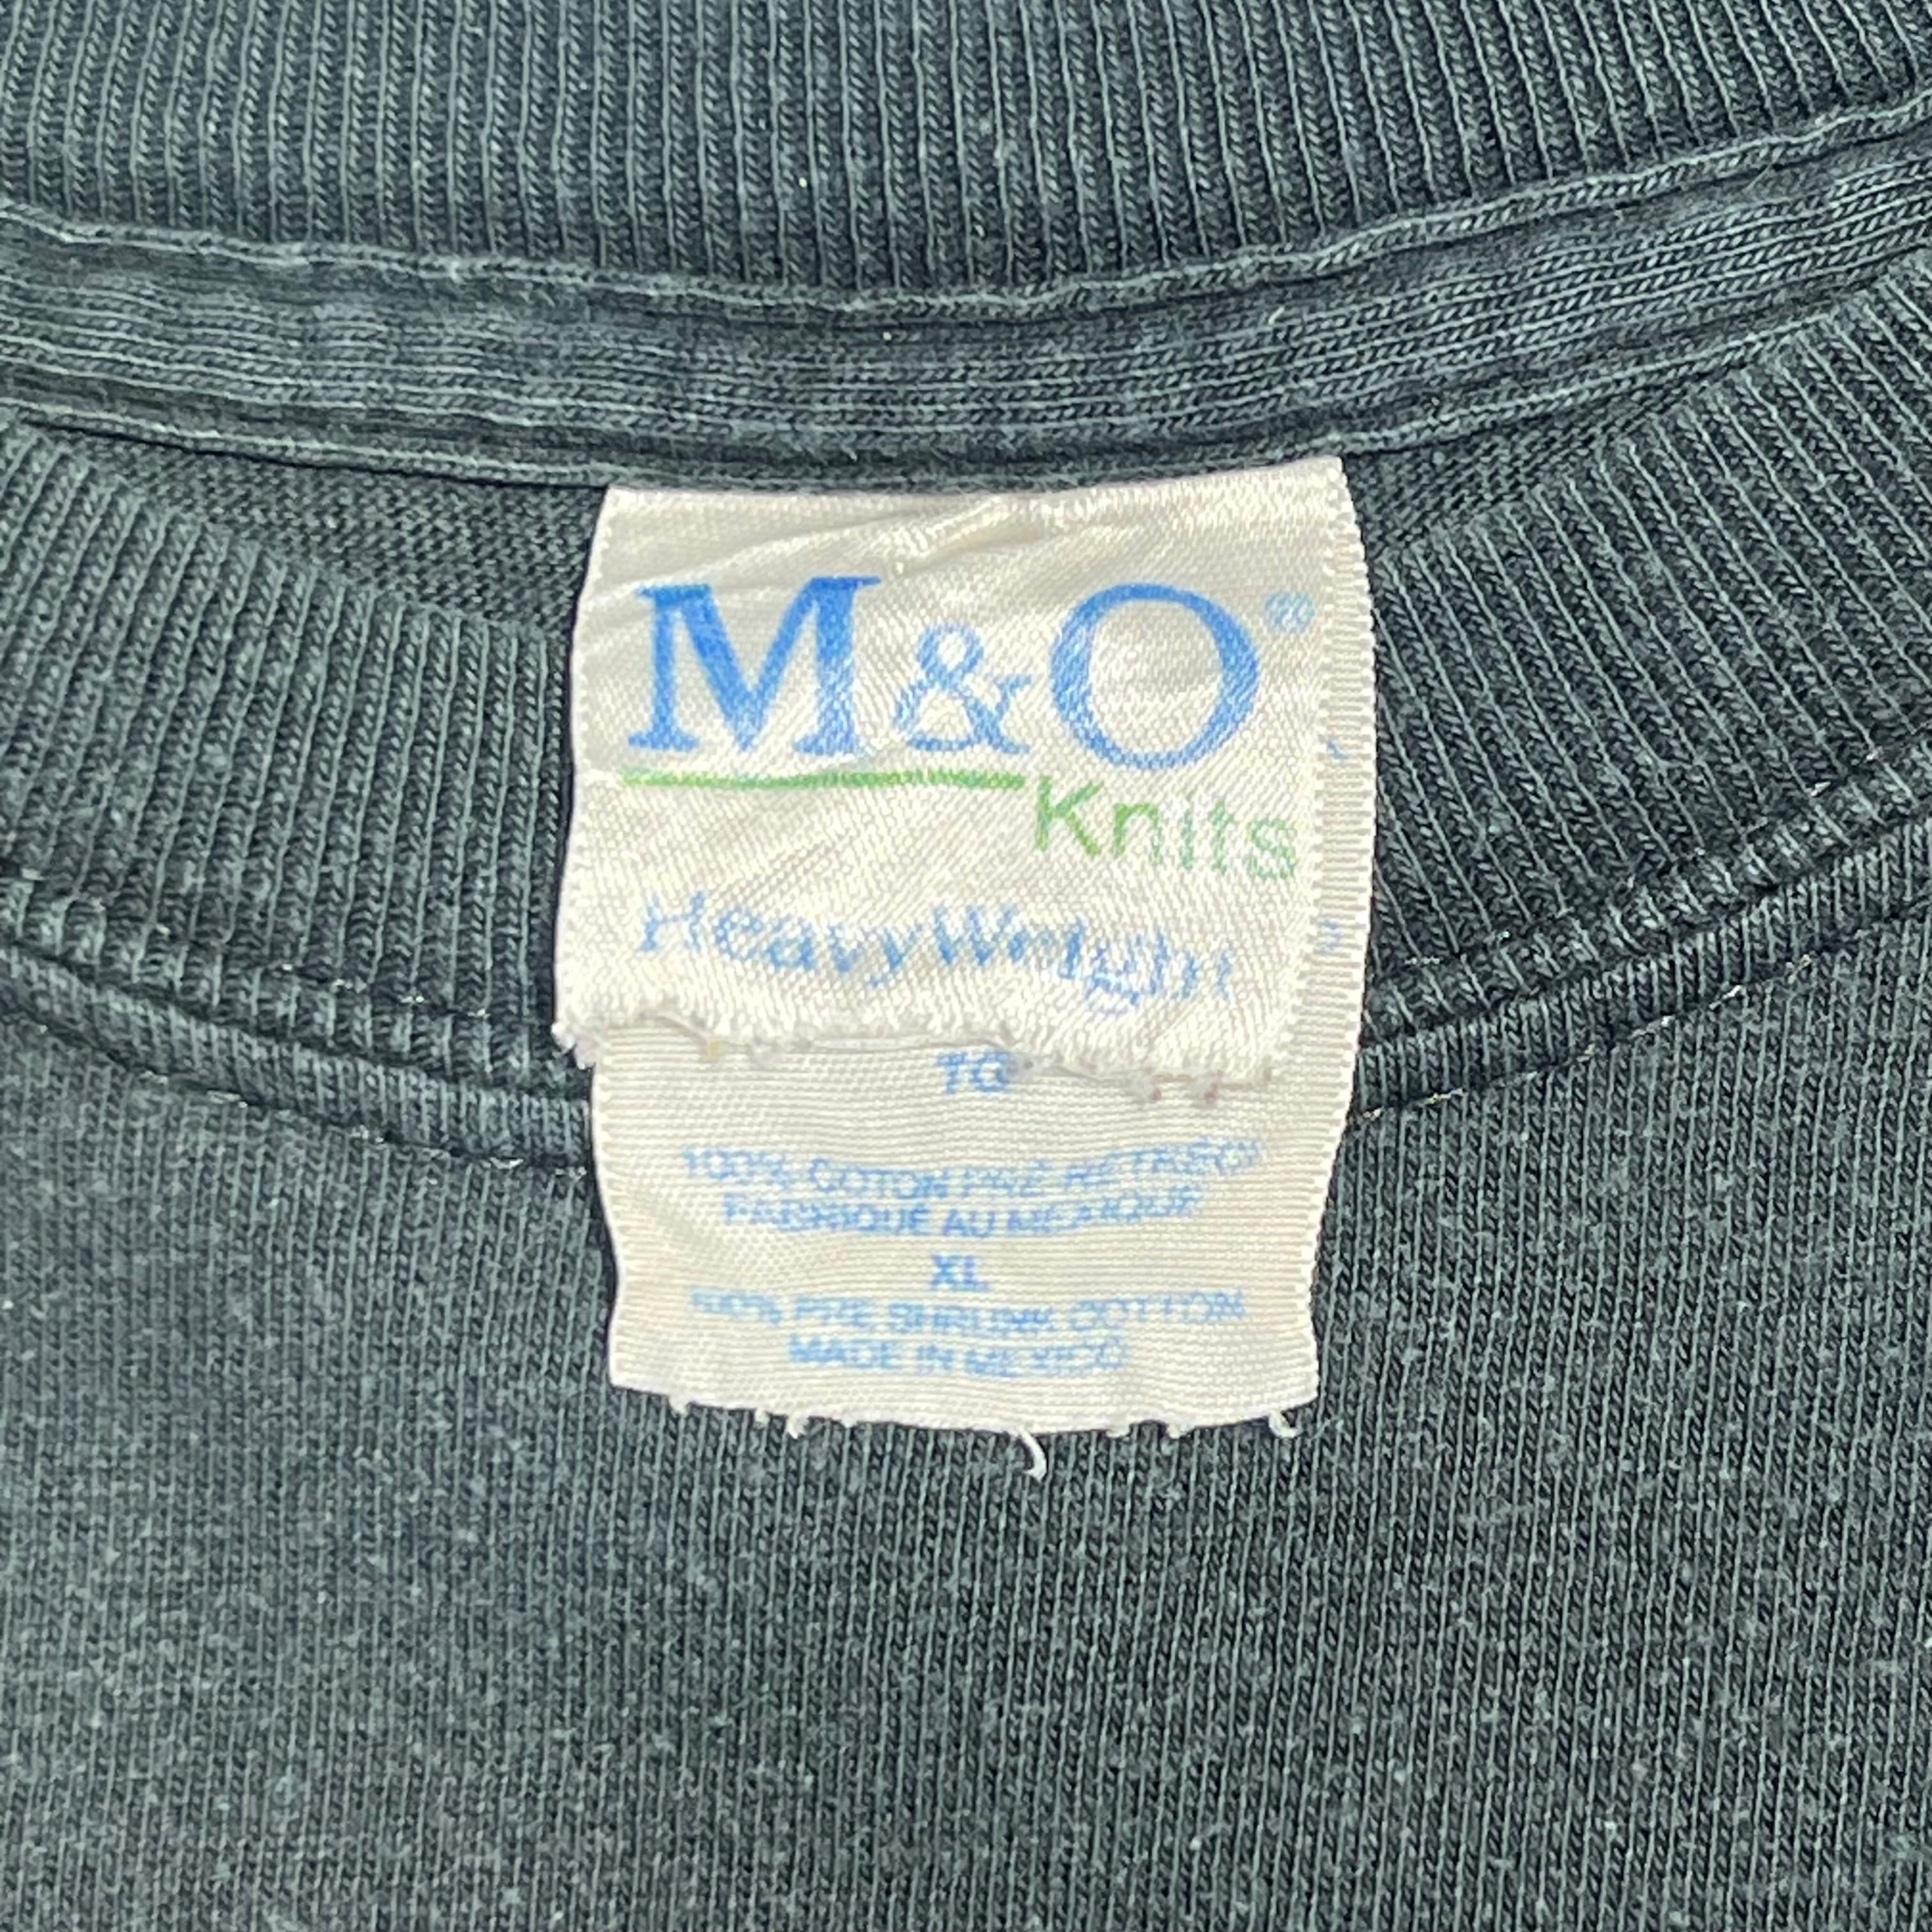 M&O®
Knits
HeavyWeight
TG
100% COTON PRÉ RÉTRÉCI
FABRIQUÉ AU MEXIQUE
XL
100% PRE SHRUNK COTTON
MADE IN MEXICO